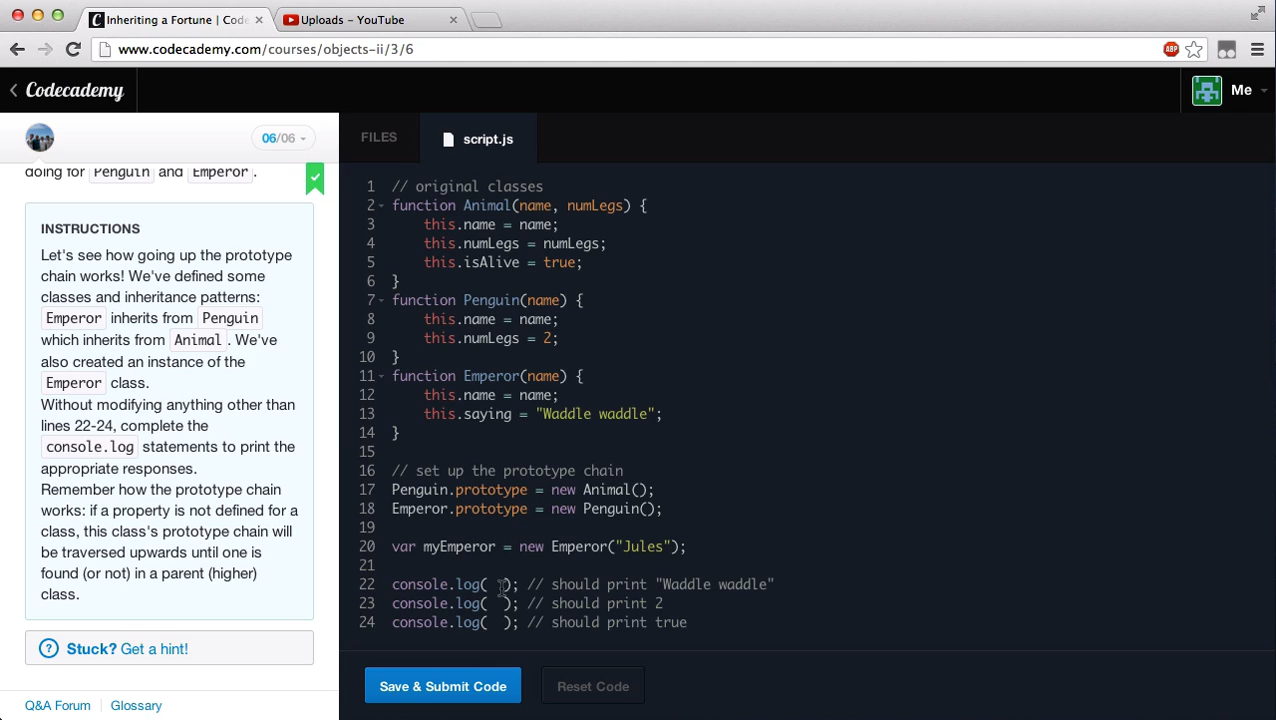 Inheriting a Fortune | Cod
Uploads - YouTube
www.codecademy.com/courses/objects-ii/3/6
ABP
Codecademy
Me
06/06
FILES
script.js
doing for Penguin and Emperor.
INSTRUCTIONS
Let's see how going up the prototype
chain works! We've defined some
classes and inheritance patterns:
Emperor inherits from Penguin
which inherits from Animal. We've
also created an instance of the
Emperor class.
Without modifying anything other than
lines 22-24, complete the
console.log statements to print the
appropriate responses.
Remember how the prototype chain
works: if a property is not defined for a
class, this class's prototype chain will
be traversed upwards until one is
found (or not) in a parent (higher)
class.
Stuck? Get a hint!
Q&A Forum Glossary
1 // original classes
2 function Animal(name, numLegs) {
3 this.name = name;
4 this.numLegs = numLegs;
5 this.isAlive = true;
6 }
7 function Penguin(name) {
8 this.name = name;
9 this.numLegs = 2;
10 }
11 function Emperor(name) {
12 this.name = name;
13 this.saying = "Waddle waddle";
14 }
15
16 // set up the prototype chain
17 Penguin.prototype = new Animal();
18 Emperor.prototype = new Penguin();
19
20 var myEmperor = new Emperor("Jules");
21
22 console.log(  ); // should print "Waddle waddle"
23 console.log(  ); // should print 2
24 console.log(  ); // should print true
Save & Submit Code
Reset Code